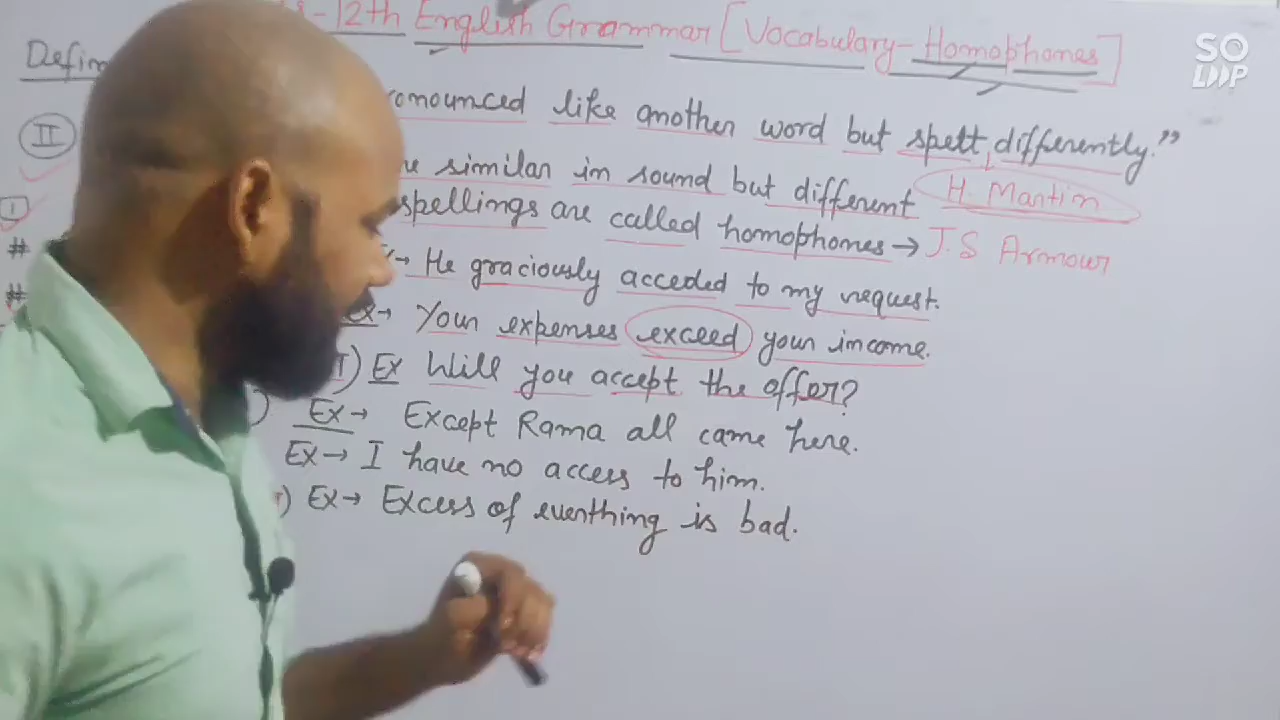 -12th English Grammar [Vocabulary-Homophones]
SO
LOOP
Defin
II
onounced like another word but spelt, differently."
similar in sound but different H. Martin
1
spellings are called homophones → J.S Armour
#
→ He graciously acceded to my request.
#
Ex→ Your expenses exceed your income.
) Ex Will you accept the offer?
) Ex→ Except Rama all came here.
Ex→ I have no access to him.
) Ex→ Excess of everthing is bad.